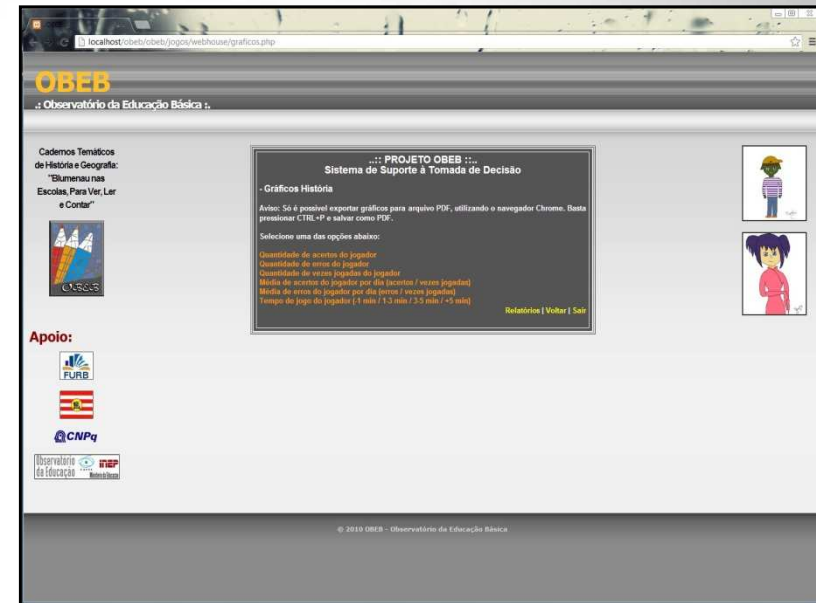 localhost/obeb/obeb/jogos/webhouse/graficos.php
OBEB
.: Observatório da Educação Básica :.
Cadernos Temáticos
de História e Geografia:
"Blumenau nas
Escolas, Para Ver, Ler
e Contar"
OBEB
Apoio:
FURB
CNPq
Observatório
da Educação
INEP
Ministério da Educação
..:: PROJETO OBEB ::..
Sistema de Suporte à Tomada de Decisão
- Gráficos História
Aviso: Só é possível exportar gráficos para arquivo PDF, utilizando o navegador Chrome. Basta
pressionar CTRL+P e salvar como PDF.
Selecione uma das opções abaixo:
Quantidade de acertos do jogador
Quantidade de erros do jogador
Quantidade de vezes jogadas do jogador
Média de acertos do jogador por dia (acertos / vezes jogadas)
Média de erros do jogador por dia (erros / vezes jogadas)
Tempo de jogo do jogador (-1 min / 1-3 min / 3-5 min / +5 min)
Relatórios | Voltar | Sair
© 2010 OBEB - Observatório da Educação Básica